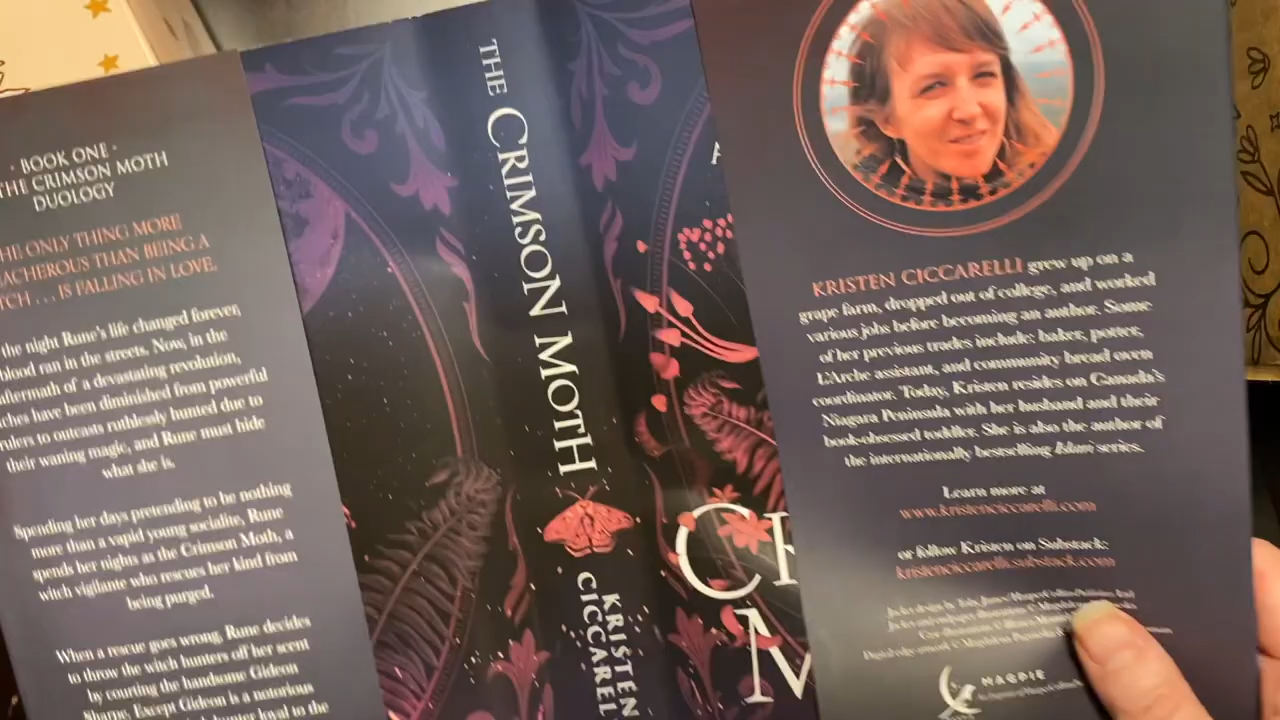 · BOOK ONE ·
THE CRIMSON MOTH
DUOLOGY
HE ONLY THING MORE
ACHEROUS THAN BEING A
TCH . . . IS FALLING IN LOVE.
the night Rune's life changed forever,
blood ran in the streets. Now, in the
aftermath of a devastating revolution,
ches have been diminished from powerful
rulers to outcasts ruthlessly hunted due to
their waning magic, and Rune must hide
what she is.
Spending her days pretending to be nothing
more than a vapid young socialite, Rune
spends her nights as the Crimson Moth, a
witch vigilante who rescues her kind from
being purged.
When a rescue goes wrong, Rune decides
to throw the witch hunters off her scent
by courting the handsome Gideon
Sharpe. Except Gideon is a notorious
hunter loyal to the
THE CRIMSON MOTH
KRISTEN
CICCAREL
A
CR
M
KRISTEN CICCARELLI grew up on a
grape farm, dropped out of college, and worked
various jobs before becoming an author. Some
of her previous trades include: baker, potter,
L'Arche assistant, and community bread oven
coordinator. Today, Kristen resides on Canada's
Niagara Peninsula with her husband and their
book-obsessed toddler. She is also the author of
the internationally bestselling Iskari series.
Learn more at
www.kristenciccarelli.com
or follow Kristen on Substack:
kristenciccarelli.substack.com
Jacket design by
MAGPIE